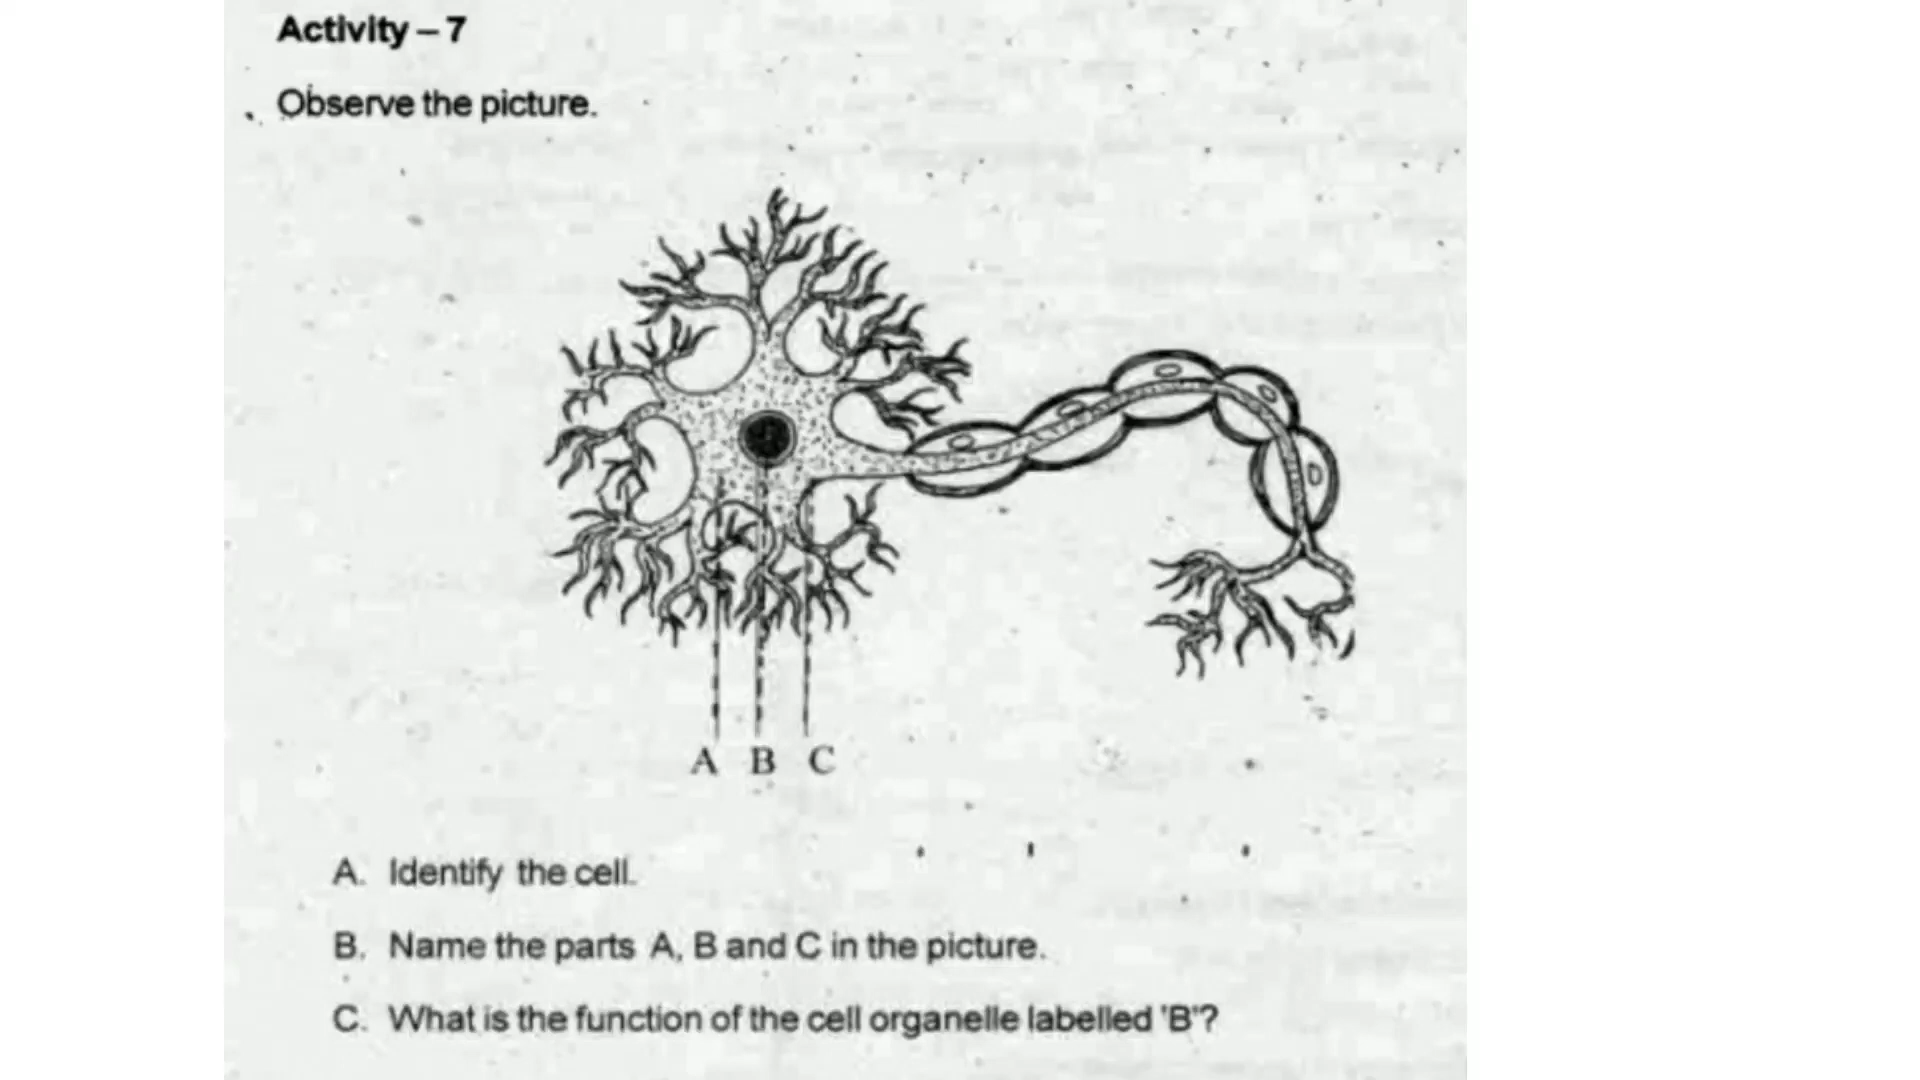 Activity – 7
Observe the picture.
A B C
A. Identify the cell.
B. Name the parts A, B and C in the picture.
C. What is the function of the cell organelle labelled 'B'?